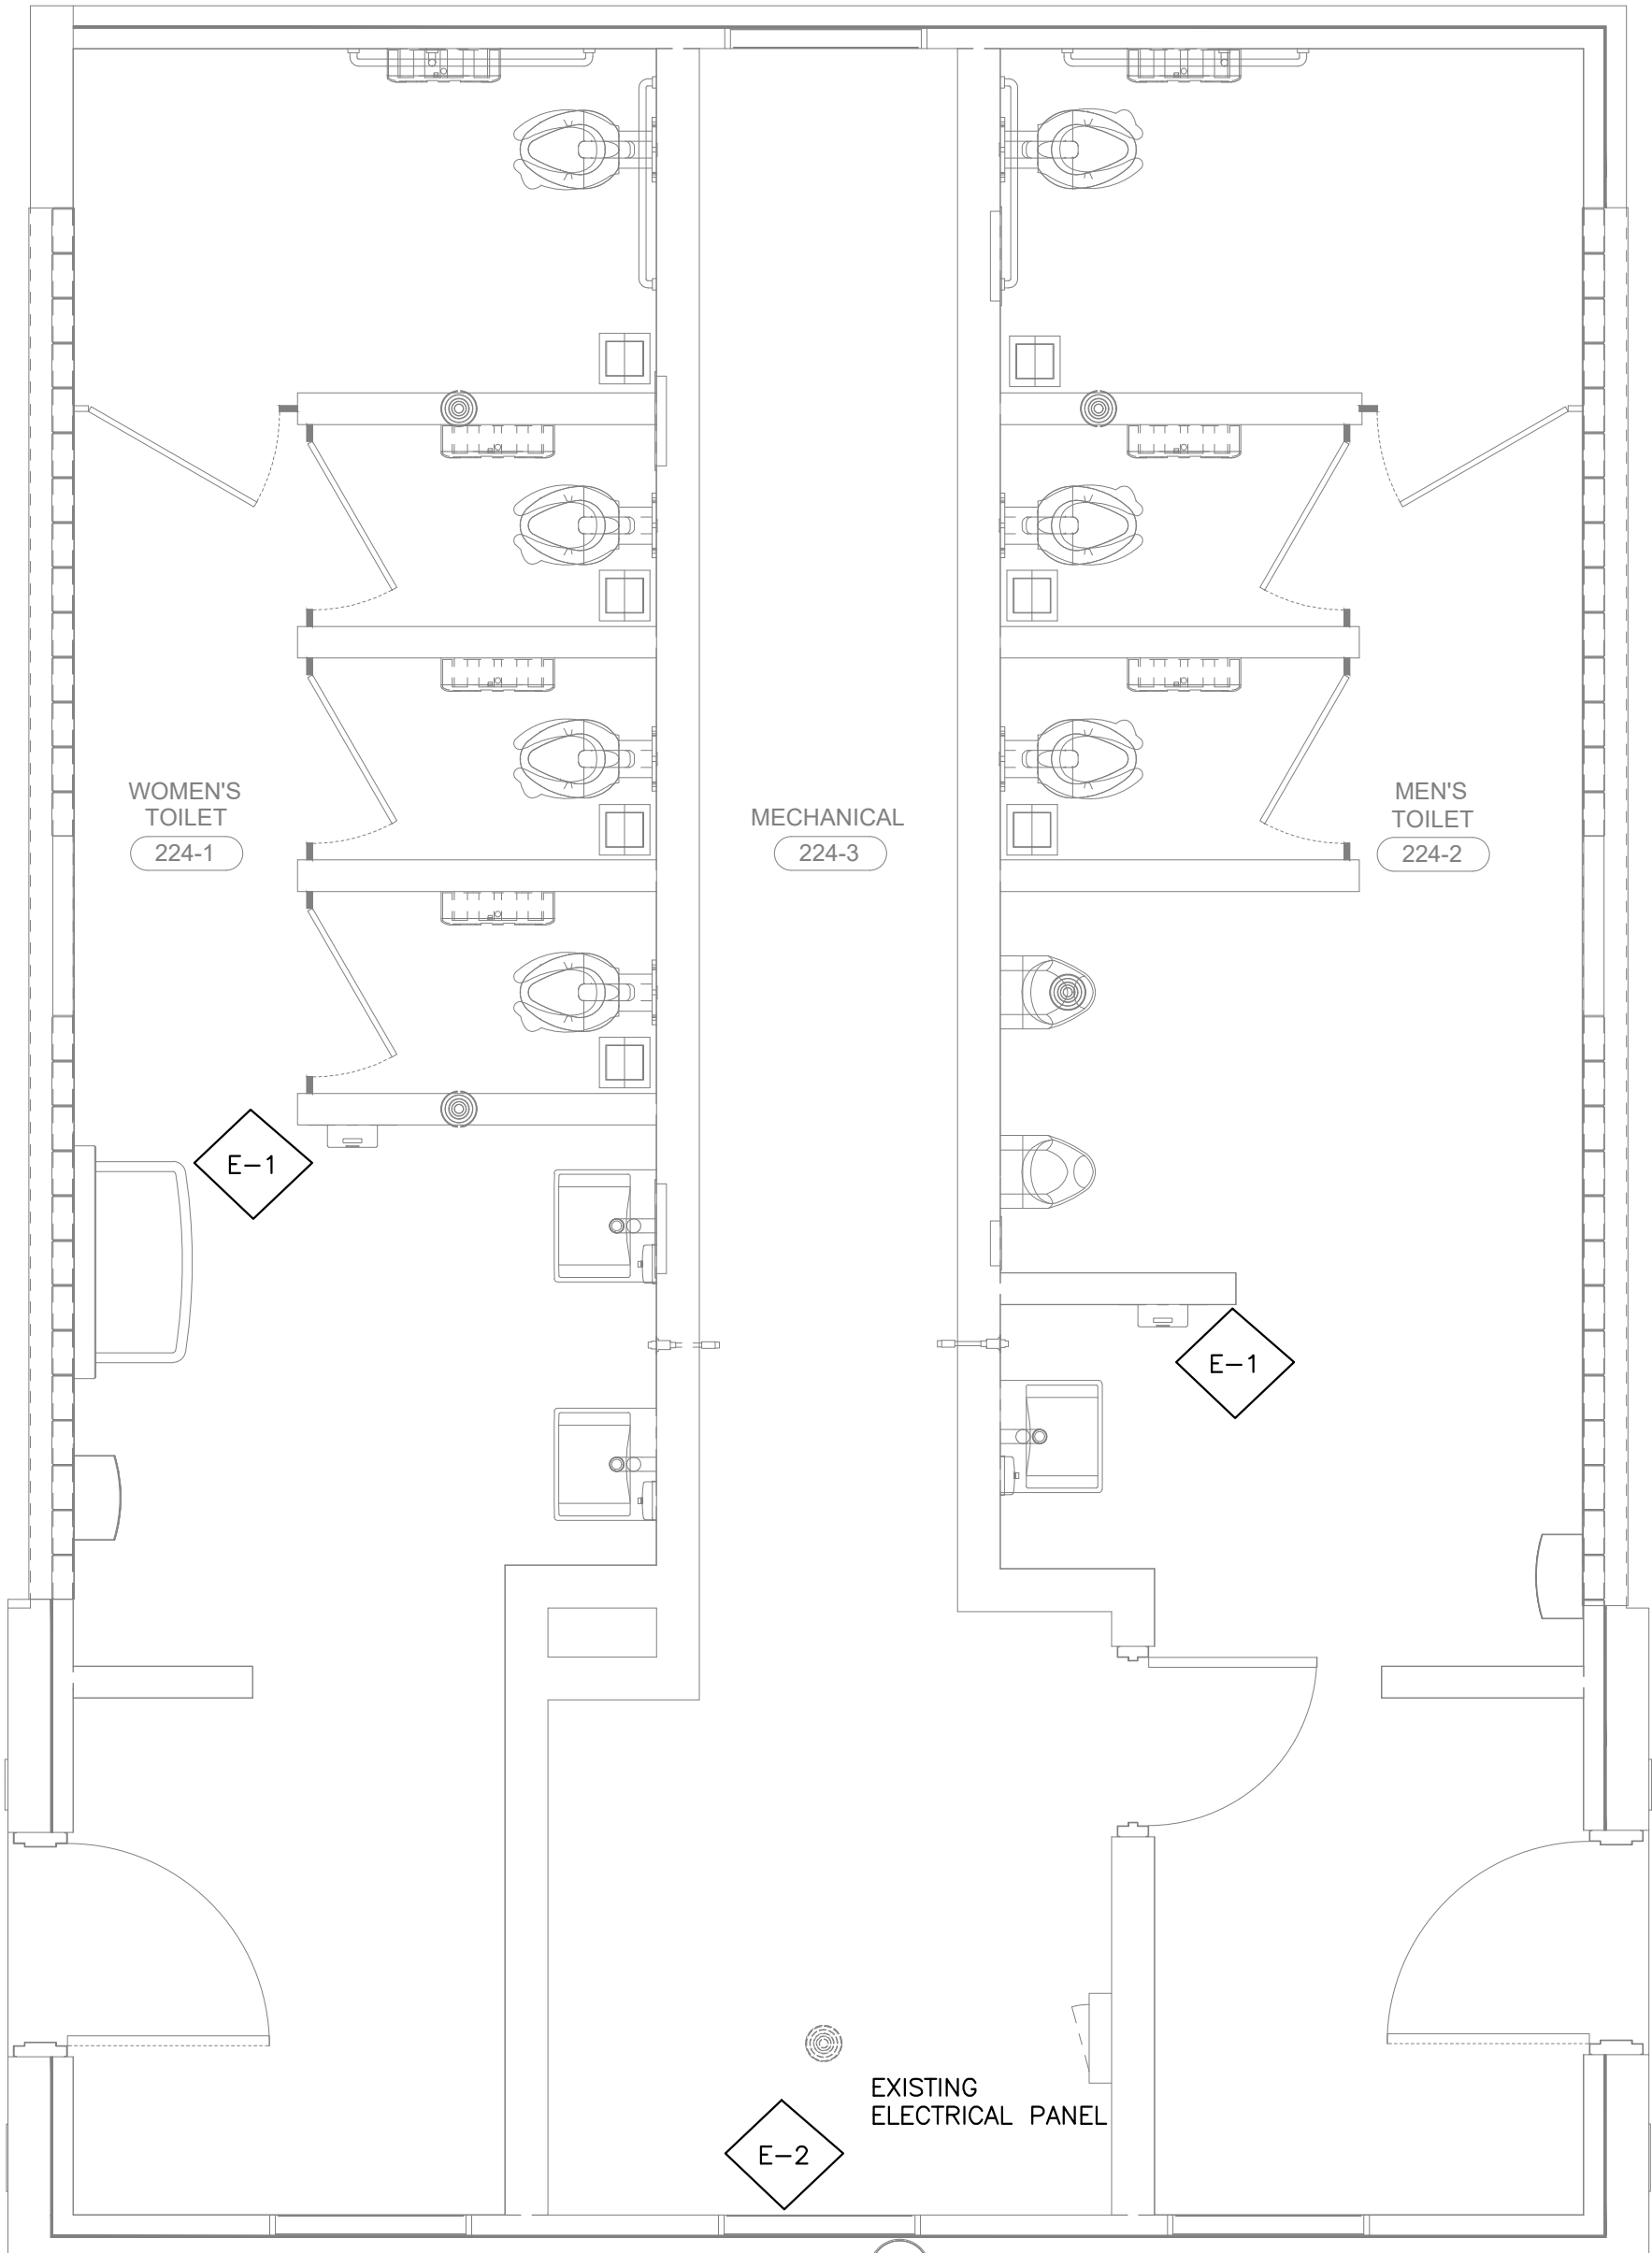 WOMEN'S
TOILET
224-1
MECHANICAL
224-3
MEN'S
TOILET
224-2
E-1
E-1
EXISTING
ELECTRICAL PANEL
E-2